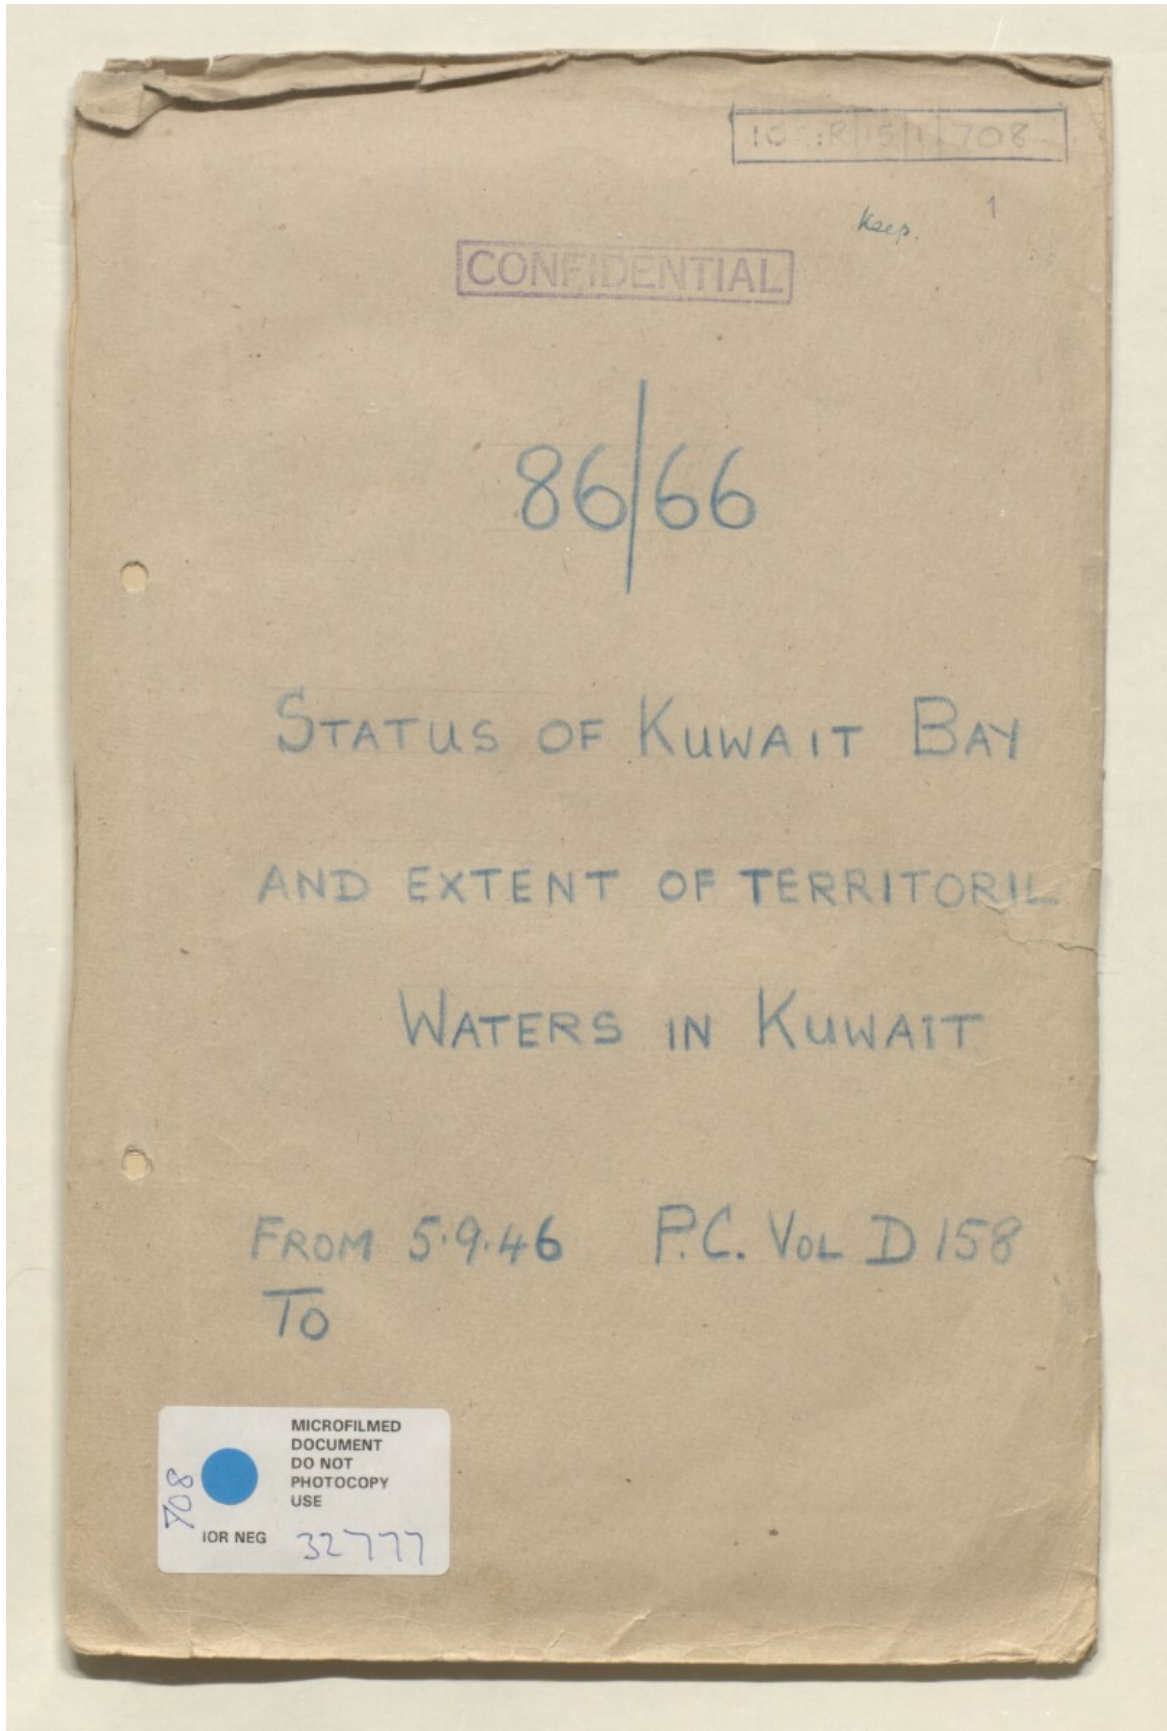 IOR:R/15/1/708
Keep.
1
CONFIDENTIAL
86/66
STATUS OF KUWAIT BAY
AND EXTENT OF TERRITORIL
WATERS IN KUWAIT
FROM 5.9.46 P.C. VOL D 158
TO
MICROFILMED
DOCUMENT
DO NOT
PHOTOCOPY
USE
708
IOR NEG 32777